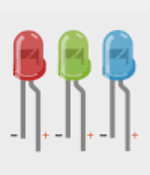 - + - + - +